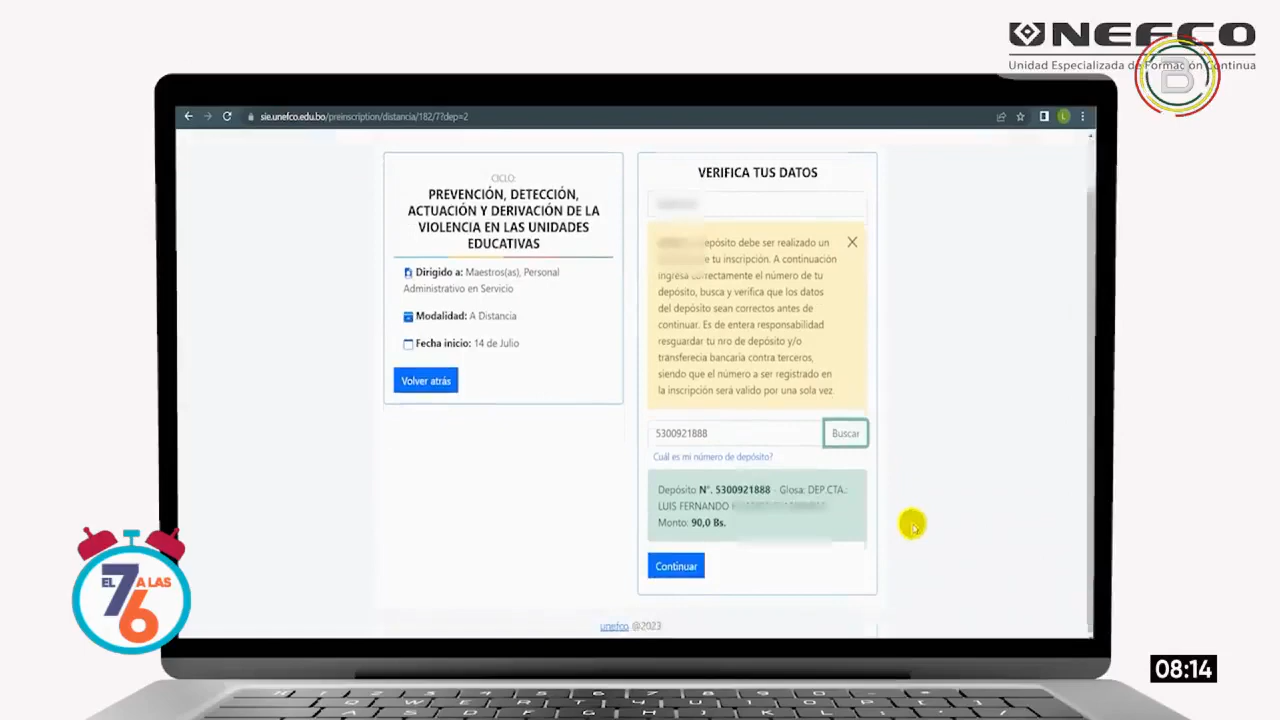 UNEFCO
Unidad Especializada de Formación Continua
B
sie.unefco.edu.bo/preinscription/distancia/182/7?dep=2
L
CICLO:
PREVENCIÓN, DETECCIÓN,
ACTUACIÓN Y DERIVACIÓN DE LA
VIOLENCIA EN LAS UNIDADES
EDUCATIVAS
Dirigido a: Maestros(as), Personal
Administrativo en Servicio
Modalidad: A Distancia
Fecha inicio: 14 de Julio
Volver atrás
VERIFICA TUS DATOS
depósito debe ser realizado un
de tu inscripción. A continuación
ingresa correctamente el número de tu
depósito, busca y verifica que los datos
del depósito sean correctos antes de
continuar. Es de entera responsabilidad
resguardar tu nro de depósito y/o
transferecia bancaria contra terceros,
siendo que el número a ser registrado en
la inscripción será valido por una sola vez.
5300921888
Buscar
Cuál es mi número de depósito?
Depósito N°. 5300921888 - Glosa: DEP.CTA.:
LUIS FERNANDO
Monto: 90,0 Bs.
Continuar
unefco @2023
EL 7 A LAS 6
08:14